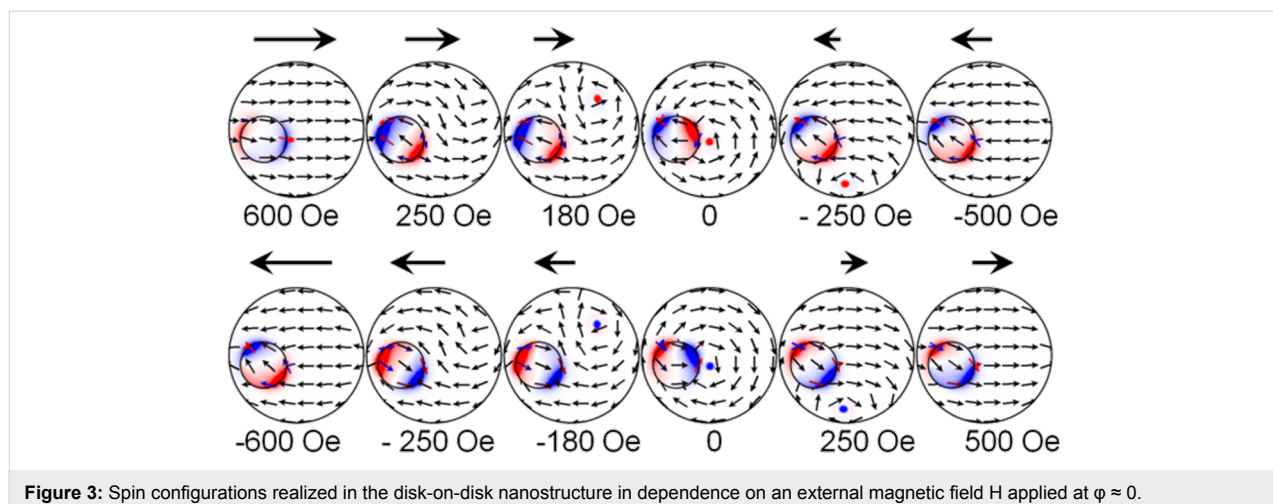 600 Oe 250 Oe 180 Oe 0 - 250 Oe -500 Oe
-600 Oe - 250 Oe -180 Oe 0 250 Oe 500 Oe
Figure 3: Spin configurations realized in the disk-on-disk nanostructure in dependence on an external magnetic field H applied at φ ≈ 0.